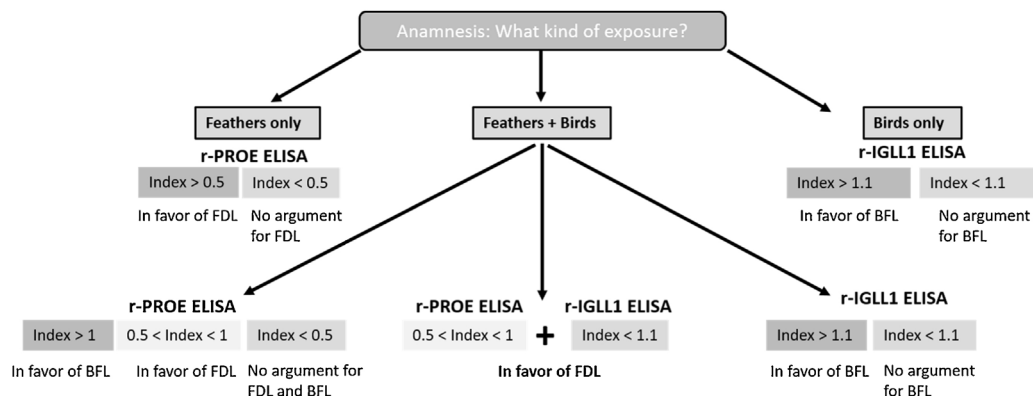 Anamnesis: What kind of exposure?
Feathers only
Feathers + Birds
Birds only
r-PROE ELISA
r-IGLL1 ELISA
Index > 0.5
Index < 0.5
Index > 1.1
Index < 1.1
In favor of FDL
No argument
for FDL
In favor of BFL
No argument
for BFL
r-PROE ELISA
r-PROE ELISA
r-IGLL1 ELISA
r-IGLL1 ELISA
Index > 1
0.5 < Index < 1
Index < 0.5
0.5 < Index < 1
+
Index < 1.1
Index > 1.1
Index < 1.1
In favor of BFL
In favor of FDL
No argument for
FDL and BFL
In favor of FDL
In favor of BFL
No argument
for BFL